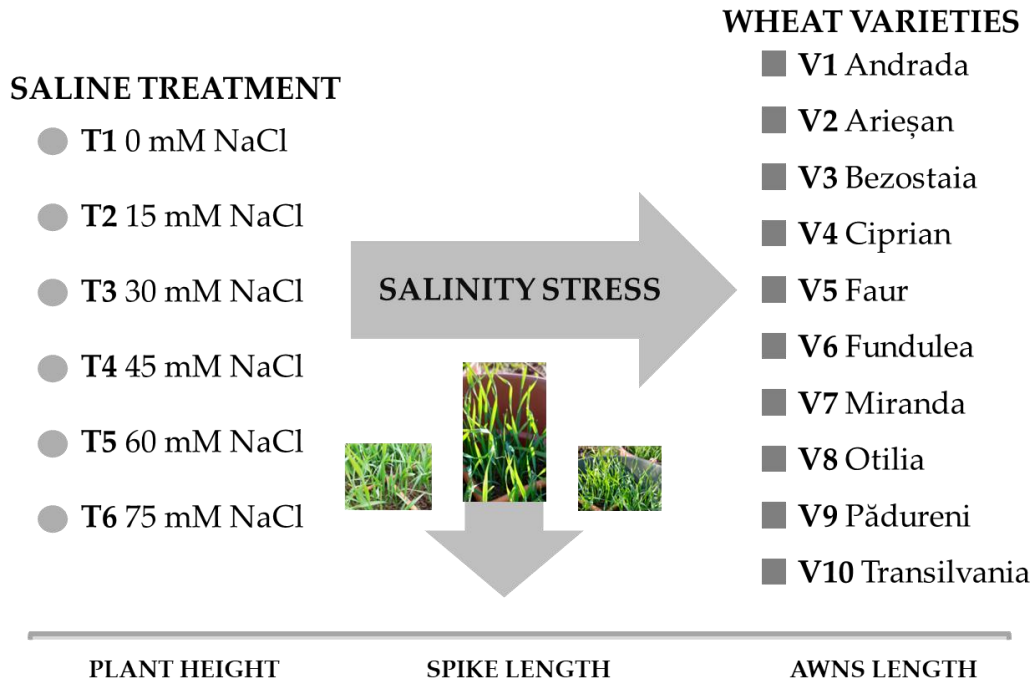 SALINE TREATMENT
T1 0 mM NaCl
T2 15 mM NaCl
T3 30 mM NaCl
T4 45 mM NaCl
T5 60 mM NaCl
T6 75 mM NaCl
SALINITY STRESS
WHEAT VARIETIES
V1 Andrada
V2 Arieșan
V3 Bezostaia
V4 Ciprian
V5 Faur
V6 Fundulea
V7 Miranda
V8 Otilia
V9 Pădureni
V10 Transilvania
PLANT HEIGHT
SPIKE LENGTH
AWNS LENGTH